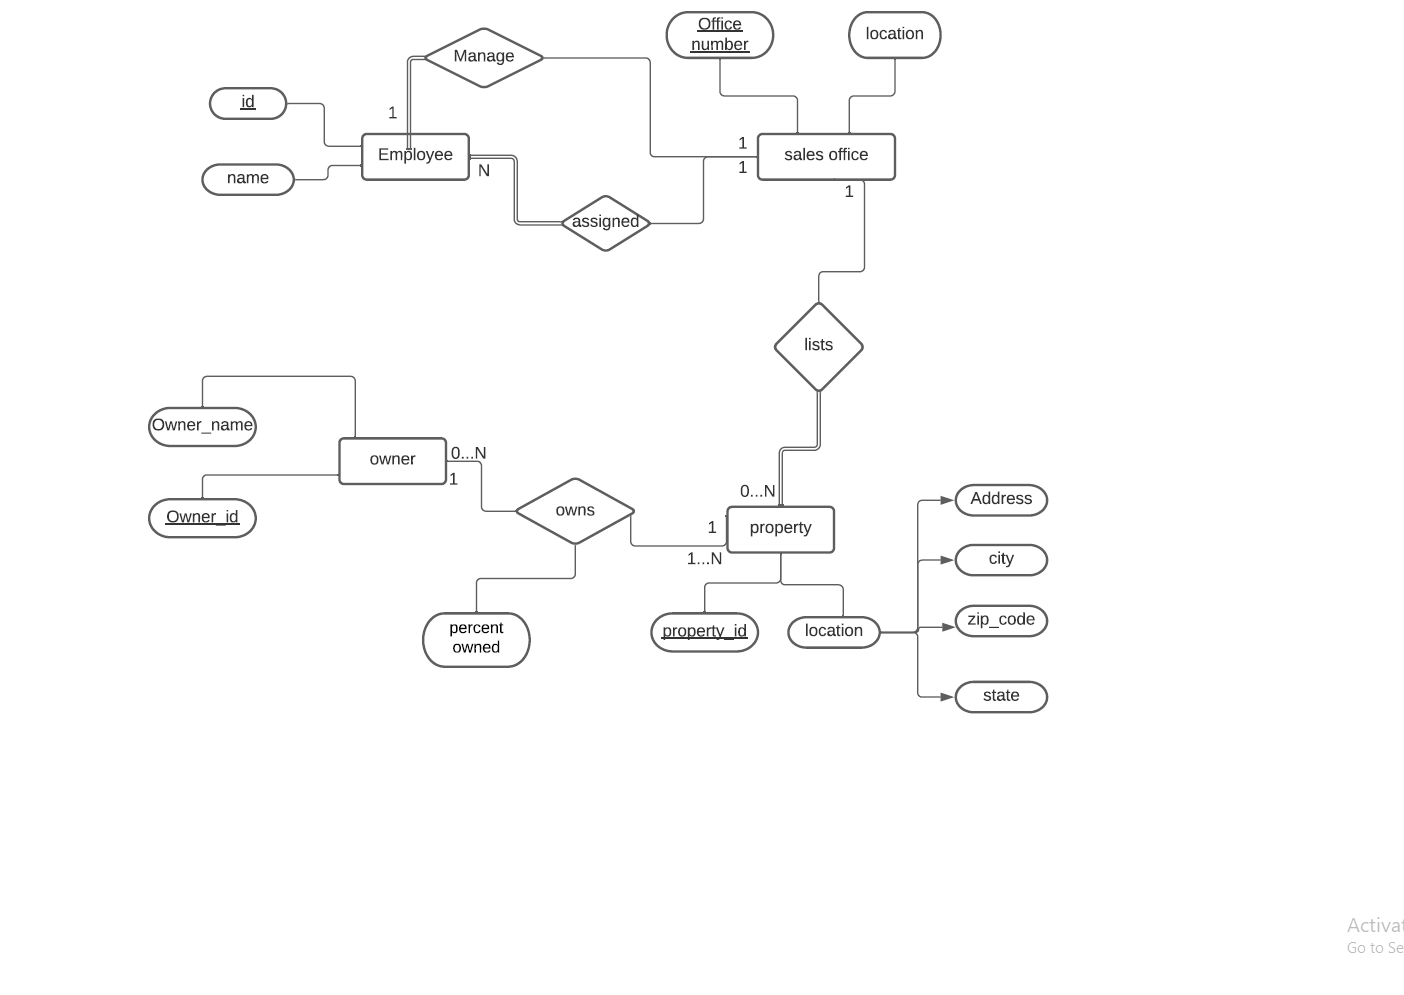 Office
number
location
Manage
id
1
Employee
1
sales office
1
name
N
1
assigned
lists
Owner_name
owner
0...N
1
0...N
Address
owns
Owner_id
1
property
1...N
city
percent
owned
property_id
location
zip_code
state
Activat
Go to Se